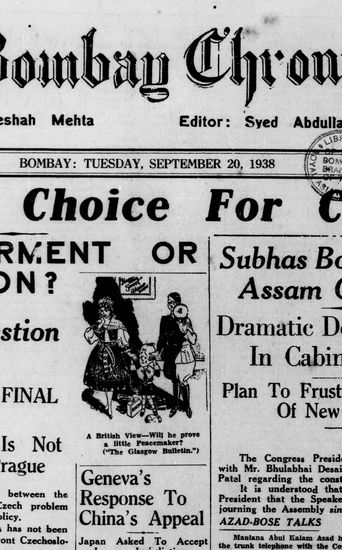 Bombay Chron
eshah Mehta
Editor: Syed Abdulla
BOMBAY: TUESDAY, SEPTEMBER 20, 1938
Choice For C
RMENT OR
ON?
stion
FINAL
Is Not
Prague
between the
Czech problem
olicy.
s has not been
ront Czechoslo-
A British View—Will he prove
a little Peacemaker?
("The Glasgow Bulletin.")
Geneva's
Response To
China's Appeal
Japan Asked To Accept
Subhas Bo
Assam C
Dramatic De
In Cabin
Plan To Frust
Of New
The Congress Presid
with Mr. Bhulabhai Desai
Patel regarding the const
It is understood that
President that the Speake
journing the Assembly sin
AZAD-BOSE TALKS
Maulana Abul Kalam Azad h
the trunk telephone with the Co